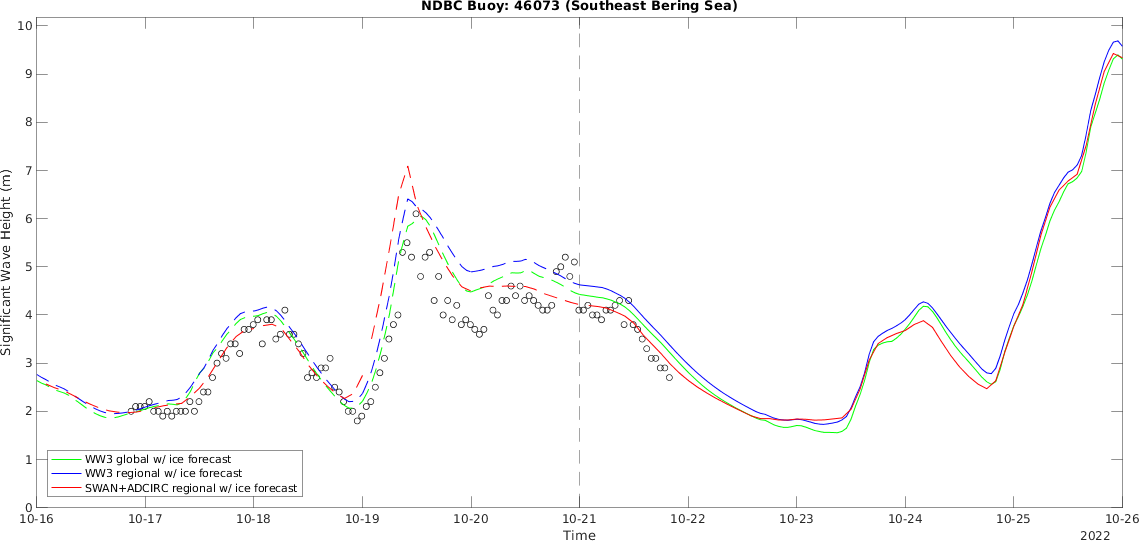 NDBC Buoy: 46073 (Southeast Bering Sea)
10
9
8
7
6
5
4
3
2
1
0
Significant Wave Height (m)
WW3 global w/ ice forecast
WW3 regional w/ ice forecast
SWAN+ADCIRC regional w/ ice forecast
10-16 10-17 10-18 10-19 10-20 10-21 10-22 10-23 10-24 10-25 10-26
Time
2022